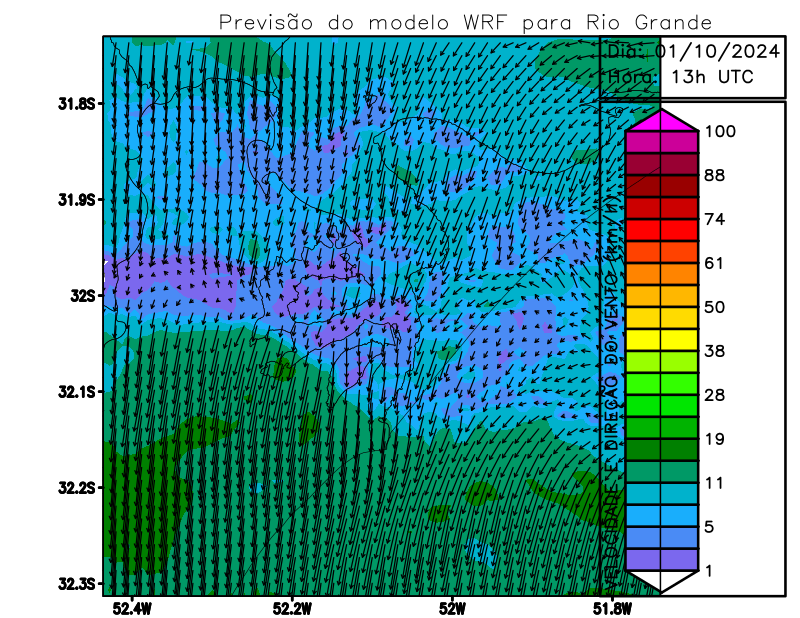 Previsão do modelo WRF para Rio Grande
Dia: 01/10/2024
Hora: 13h UTC
31.8S
31.9S
32S
32.1S
32.2S
32.3S
52.4W
52.2W
52W
51.8W
VELOCIDADE E DIREÇÃO DO VENTO (km/h)
100
88
74
61
50
38
28
19
11
5
1